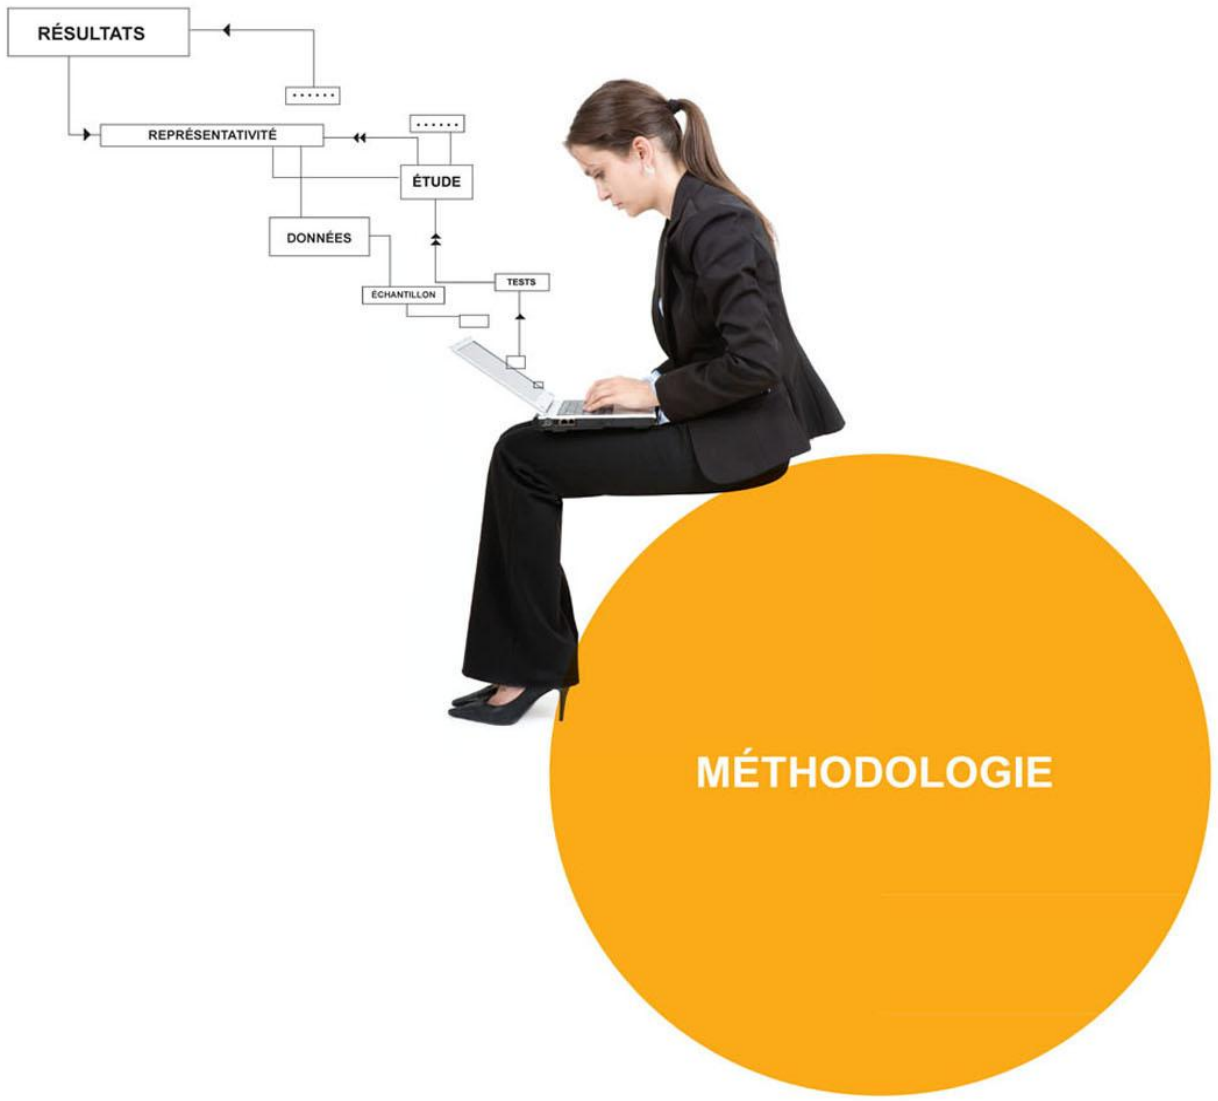 RÉSULTATS
......
......
REPRÉSENTATIVITÉ
ÉTUDE
DONNÉES
TESTS
ÉCHANTILLON
MÉTHODOLOGIE